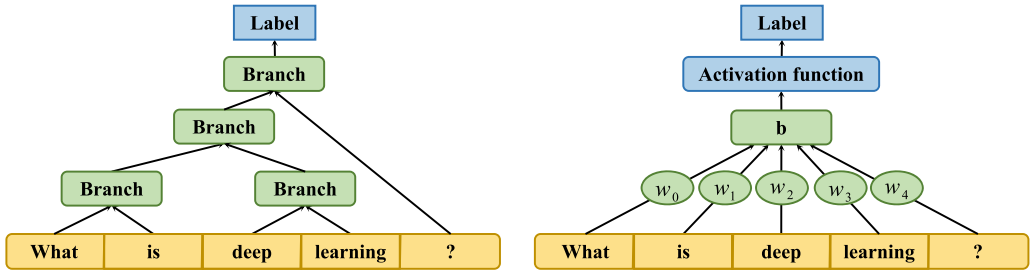 Label
Branch
Branch
Branch Branch
What is deep learning ?
Label
Activation function
b
w₀ w₁ w₂ w₃ w₄
What is deep learning ?